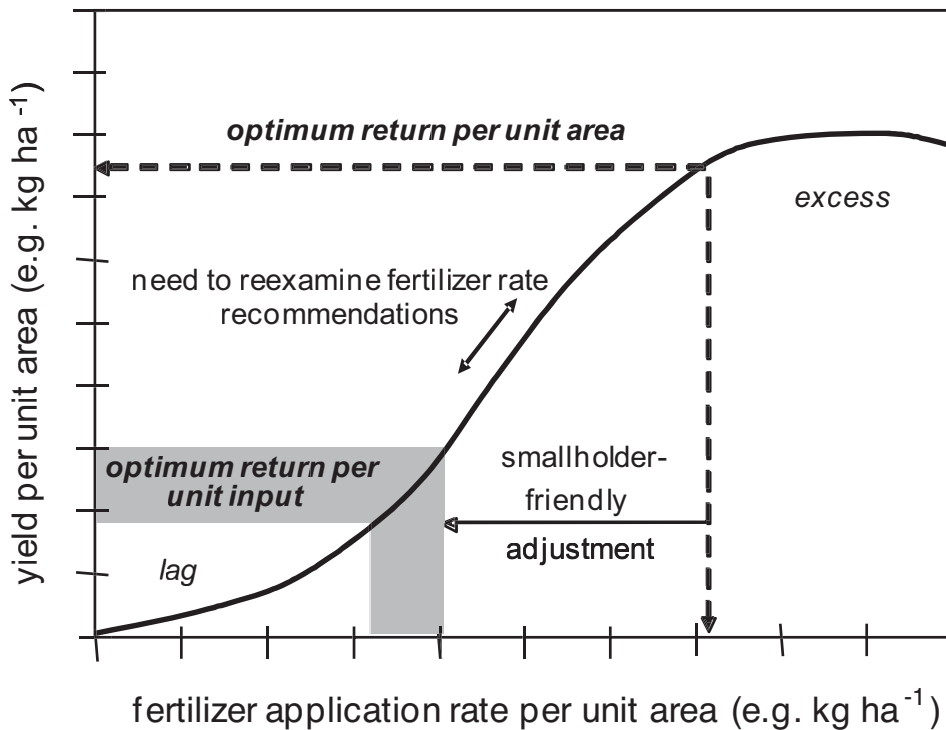 yield per unit area (e.g. kg ha -1)
optimum return per unit area
excess
need to reexamine fertilizer rate
recommendations
optimum return per
unit input
smallholder-
friendly
adjustment
lag
fertilizer application rate per unit area (e.g. kg ha -1)